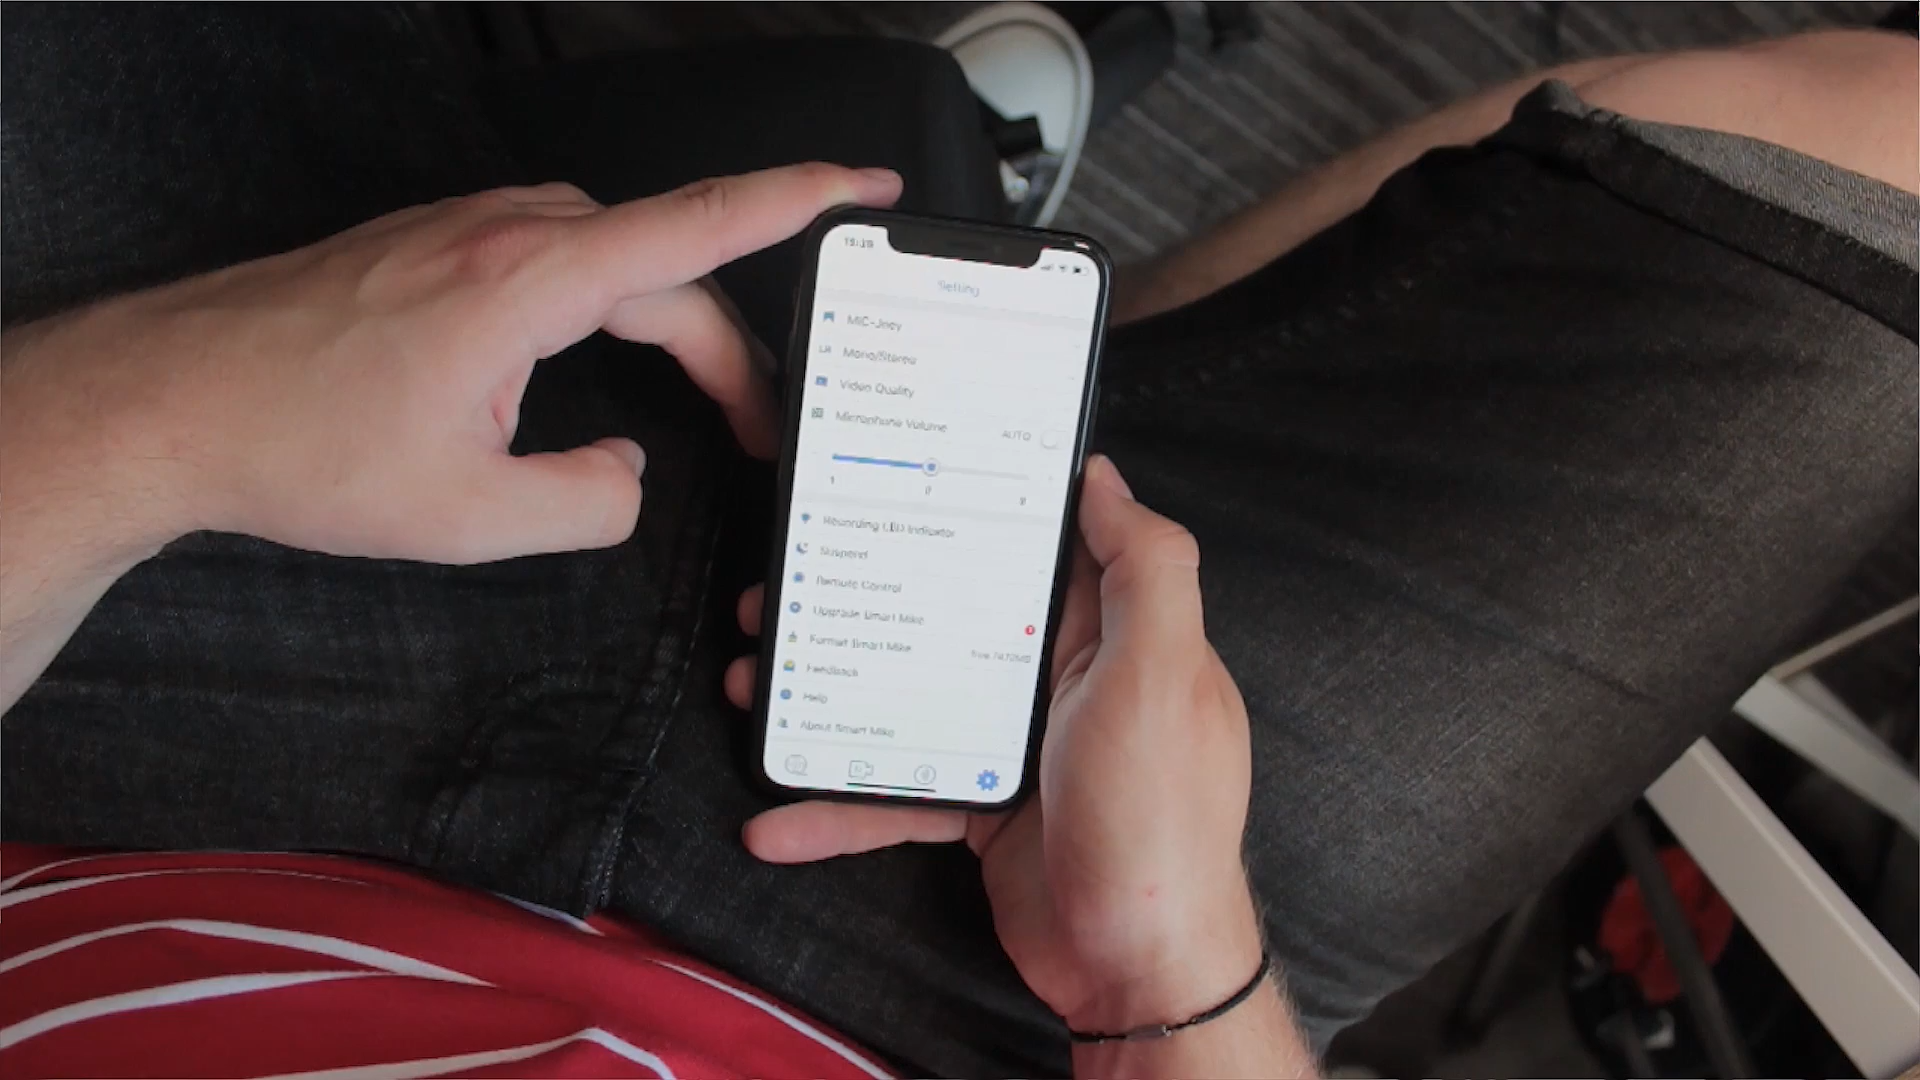 Setting
MIC-Joey
Mono/Stereo
Video Quality
Microphone Volume AUTO
Recording LED Indicator
Suspend
Remote Control
Upgrade Smart Mike
Format Smart Mike
Feedback
Help
About Smart Mike